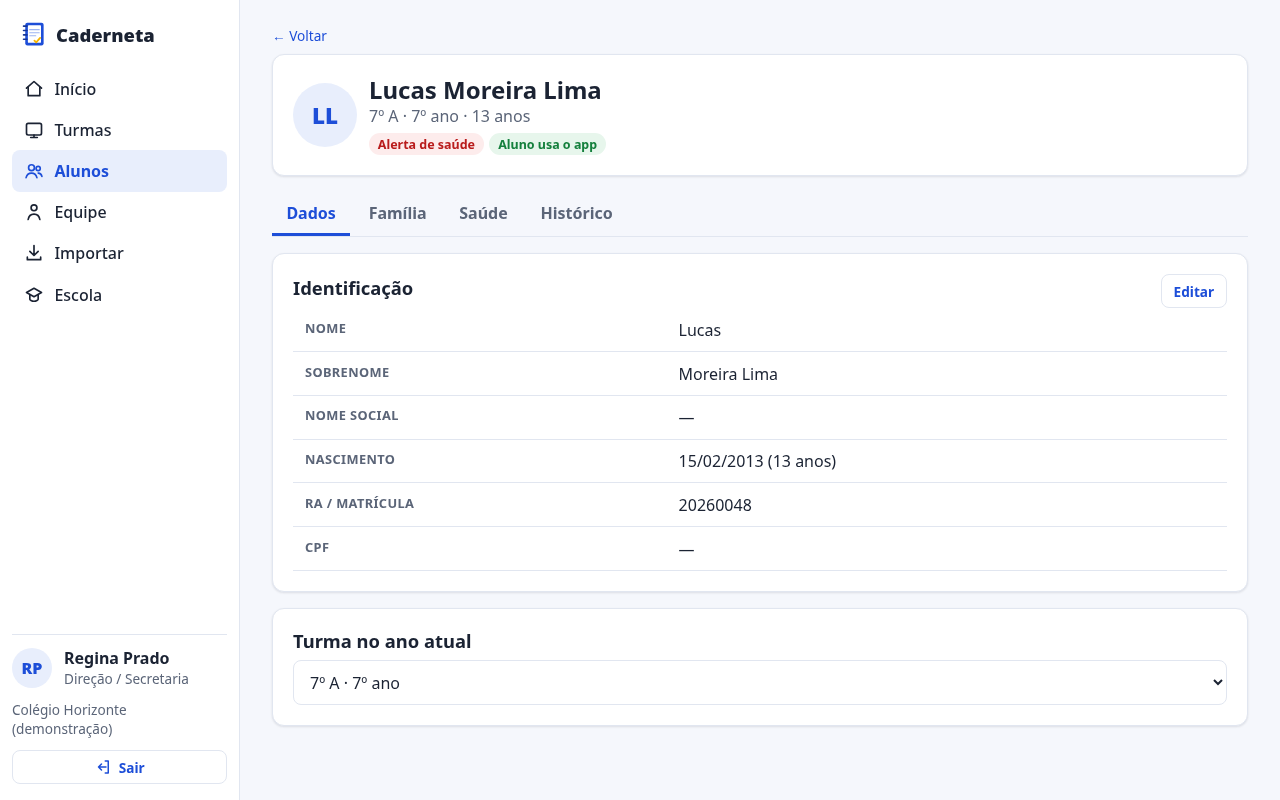 Caderneta
Início
Turmas
Alunos
Equipe
Importar
Escola
RP
Regina Prado
Direção / Secretaria
Colégio Horizonte
(demonstração)
Sair
← Voltar
LL
Lucas Moreira Lima
7º A · 7º ano · 13 anos
Alerta de saúde
Aluno usa o app
Dados
Família
Saúde
Histórico
Identificação
Editar
NOME
Lucas
SOBRENOME
Moreira Lima
NOME SOCIAL
—
NASCIMENTO
15/02/2013 (13 anos)
RA / MATRÍCULA
20260048
CPF
—
Turma no ano atual
7º A · 7º ano